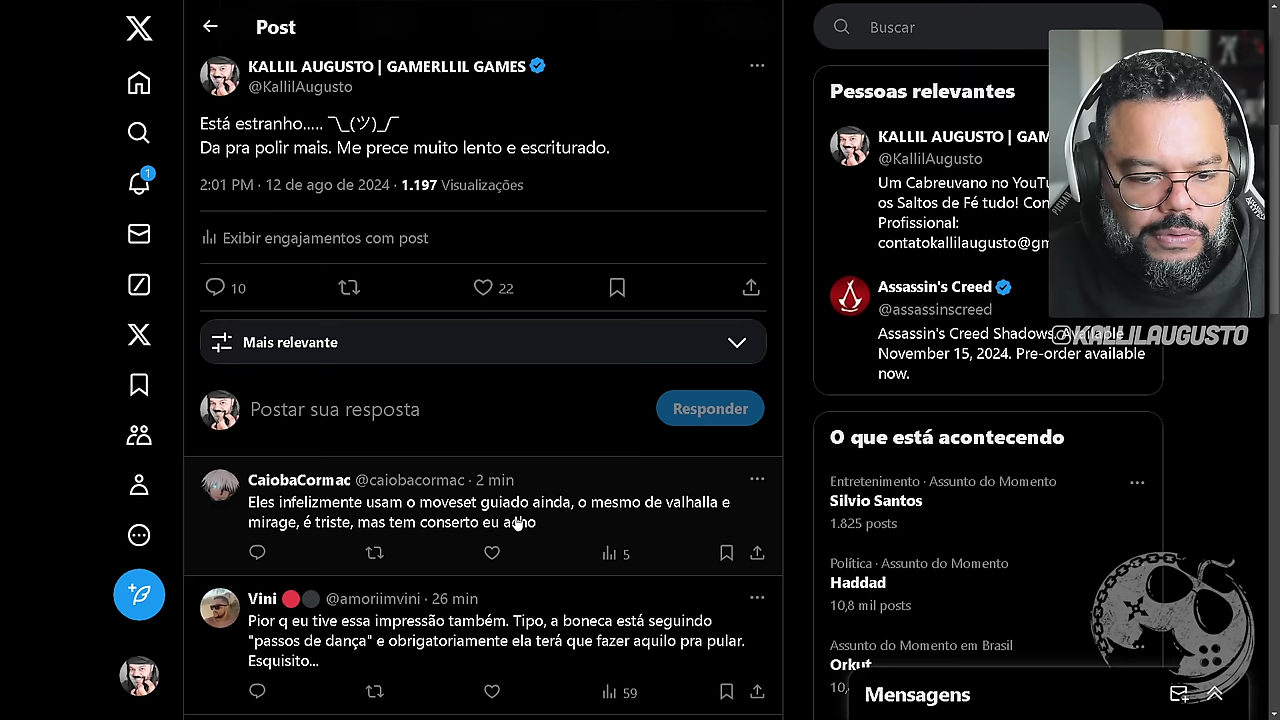 Post
KALLIL AUGUSTO | GAMERLLIL GAMES
@KallilAugusto
Está estranho..... ¯\_(ツ)_/¯
Da pra polir mais. Me prece muito lento e escriturado.
2:01 PM · 12 de ago de 2024 · 1.197 Visualizações
Exibir engajamentos com post
10
22
Mais relevante
Postar sua resposta
Responder
CaiobaCormac @caiobacormac · 2 min
Eles infelizmente usam o moveset guiado ainda, o mesmo de valhalla e
mirage, é triste, mas tem conserto eu acho
5
Vini @amoriimvini · 26 min
Pior q eu tive essa impressão também. Tipo, a boneca está seguindo
"passos de dança" e obrigatoriamente ela terá que fazer aquilo pra pular.
Esquisito...
59
1
Buscar
Pessoas relevantes
KALLIL AUGUSTO | GAM
@KallilAugusto
Um Cabreuvano no YouTu
os Saltos de Fé tudo! Con
Profissional:
contatokallilaugusto@gm
Assassin's Creed
@assassinscreed
Assassin's Creed Shadows. Available
November 15, 2024. Pre-order available
now.
KALLILAUGUSTO
O que está acontecendo
Entretenimento · Assunto do Momento
Silvio Santos
1.825 posts
Política · Assunto do Momento
Haddad
10,8 mil posts
Assunto do Momento em Brasil
Orkut
10,
Mensagens